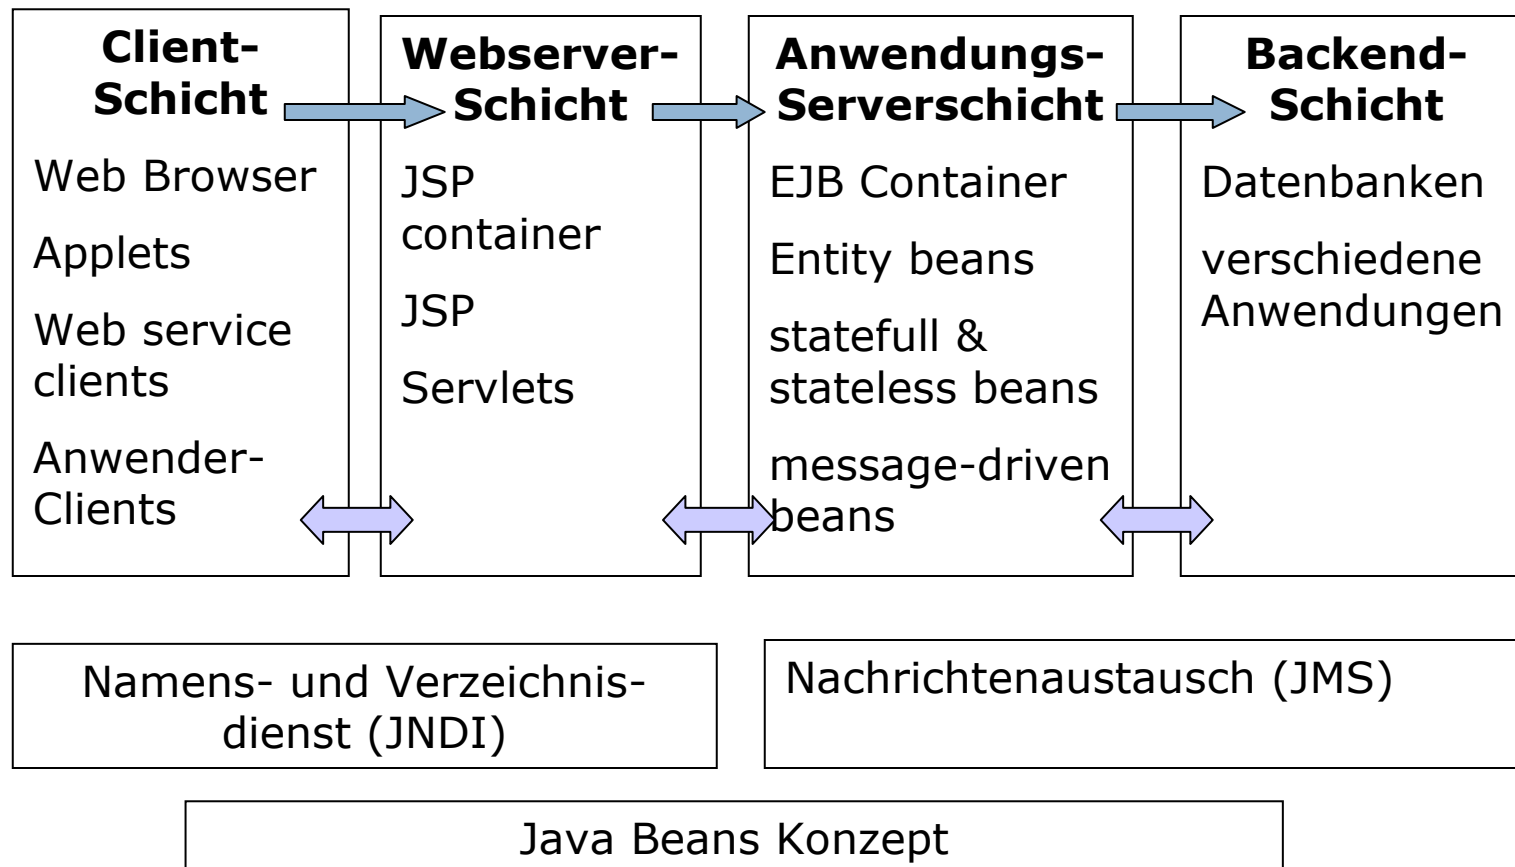 Client-
Schicht
Web Browser
Applets
Web service
clients
Anwender-
Clients
Webserver-
Schicht
JSP
container
JSP
Servlets
Anwendungs-
Serverschicht
EJB Container
Entity beans
statefull &
stateless beans
message-driven
beans
Backend-
Schicht
Datenbanken
verschiedene
Anwendungen
Namens- und Verzeichnis-
dienst (JNDI)
Nachrichtenaustausch (JMS)
Java Beans Konzept